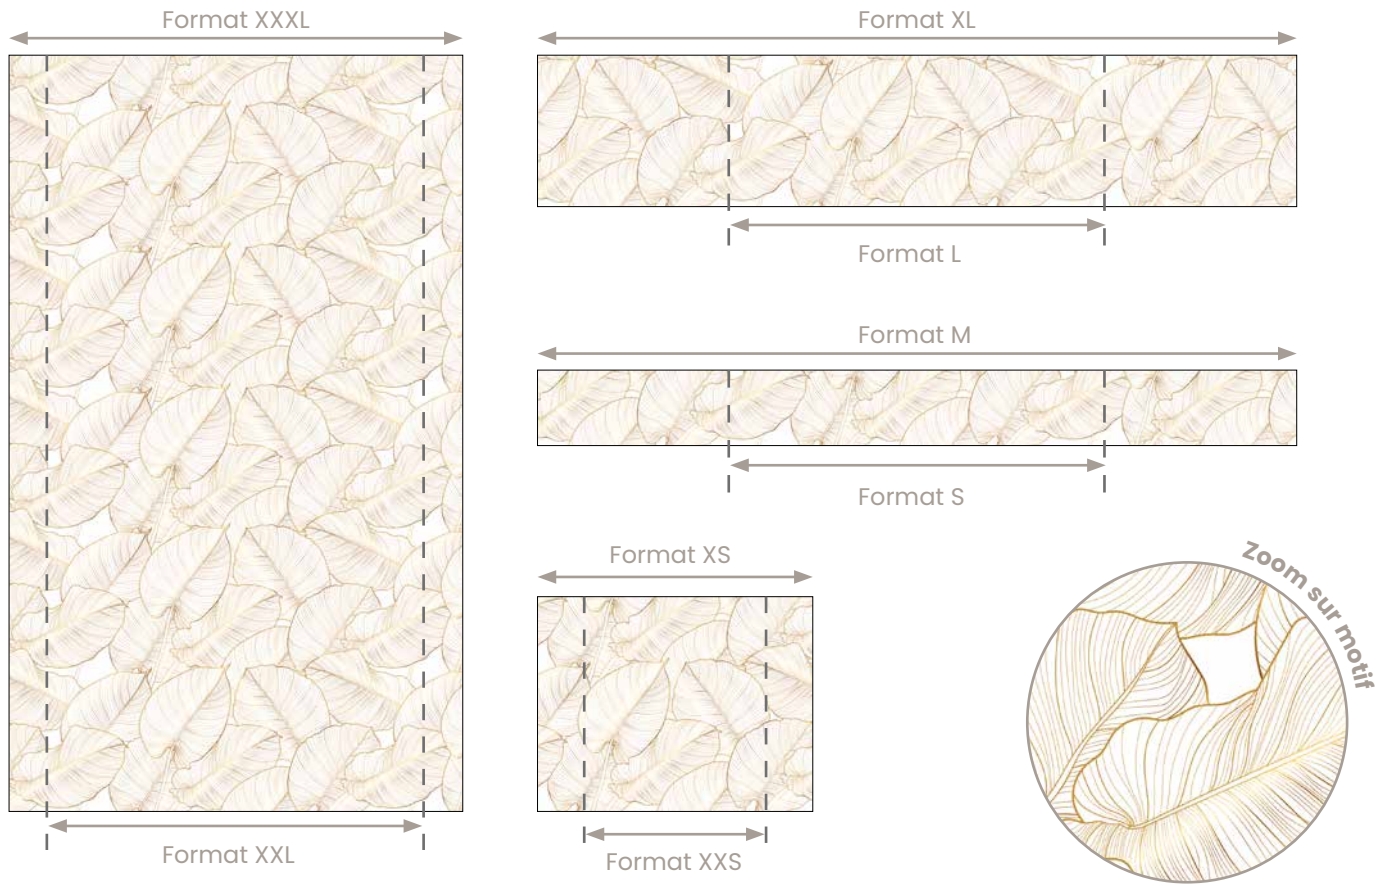 Format XXXL
Format XL
Format L
Format M
Format S
Format XS
Zoom sur motif
Format XXL
Format XXS